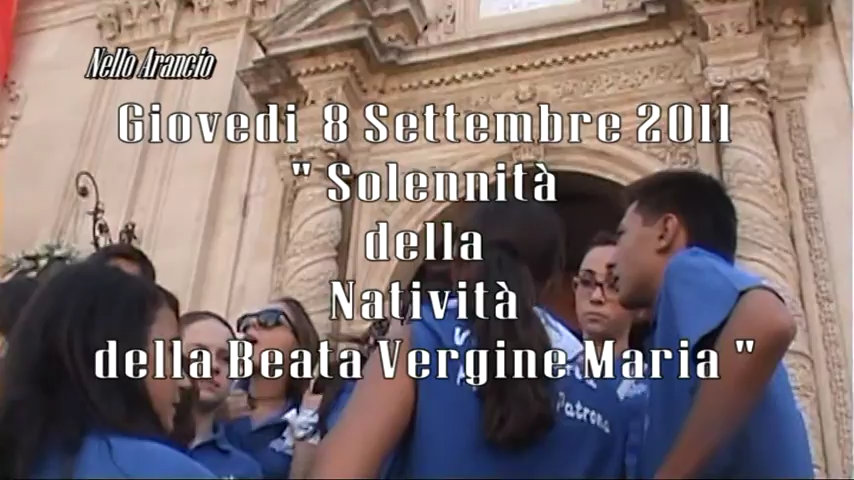 Nello Arancio
Giovedi 8 Settembre 2011
" Solennità
della
Natività
della Beata Vergine Maria "
Patrona